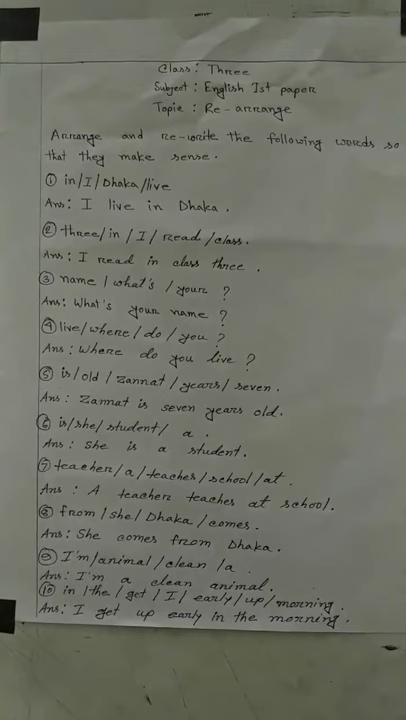 Class: Three
Subject: English Ist paper
Topic: Re-arrange
Arrange and re-write the following words so
that they make sense.
① in/I/Dhaka/live
Ans: I live in Dhaka.
② three/in/I/read/class.
Ans: I read in class three.
③ name/what's/your?
Ans: What's your name?
④ live/where/do/you?
Ans: Where do you live?
⑤ is/old/Zannat/years/seven.
Ans: Zannat is seven years old.
⑥ is/she/student/a.
Ans: She is a student.
⑦ teacher/a/teaches/school/at.
Ans: A teacher teaches at school.
⑧ from/she/Dhaka/comes.
Ans: She comes from Dhaka.
⑨ I'm/animal/clean/a.
Ans: I'm a clean animal.
⑩ in/the/get/I/early/up/morning.
Ans: I get up early in the morning.